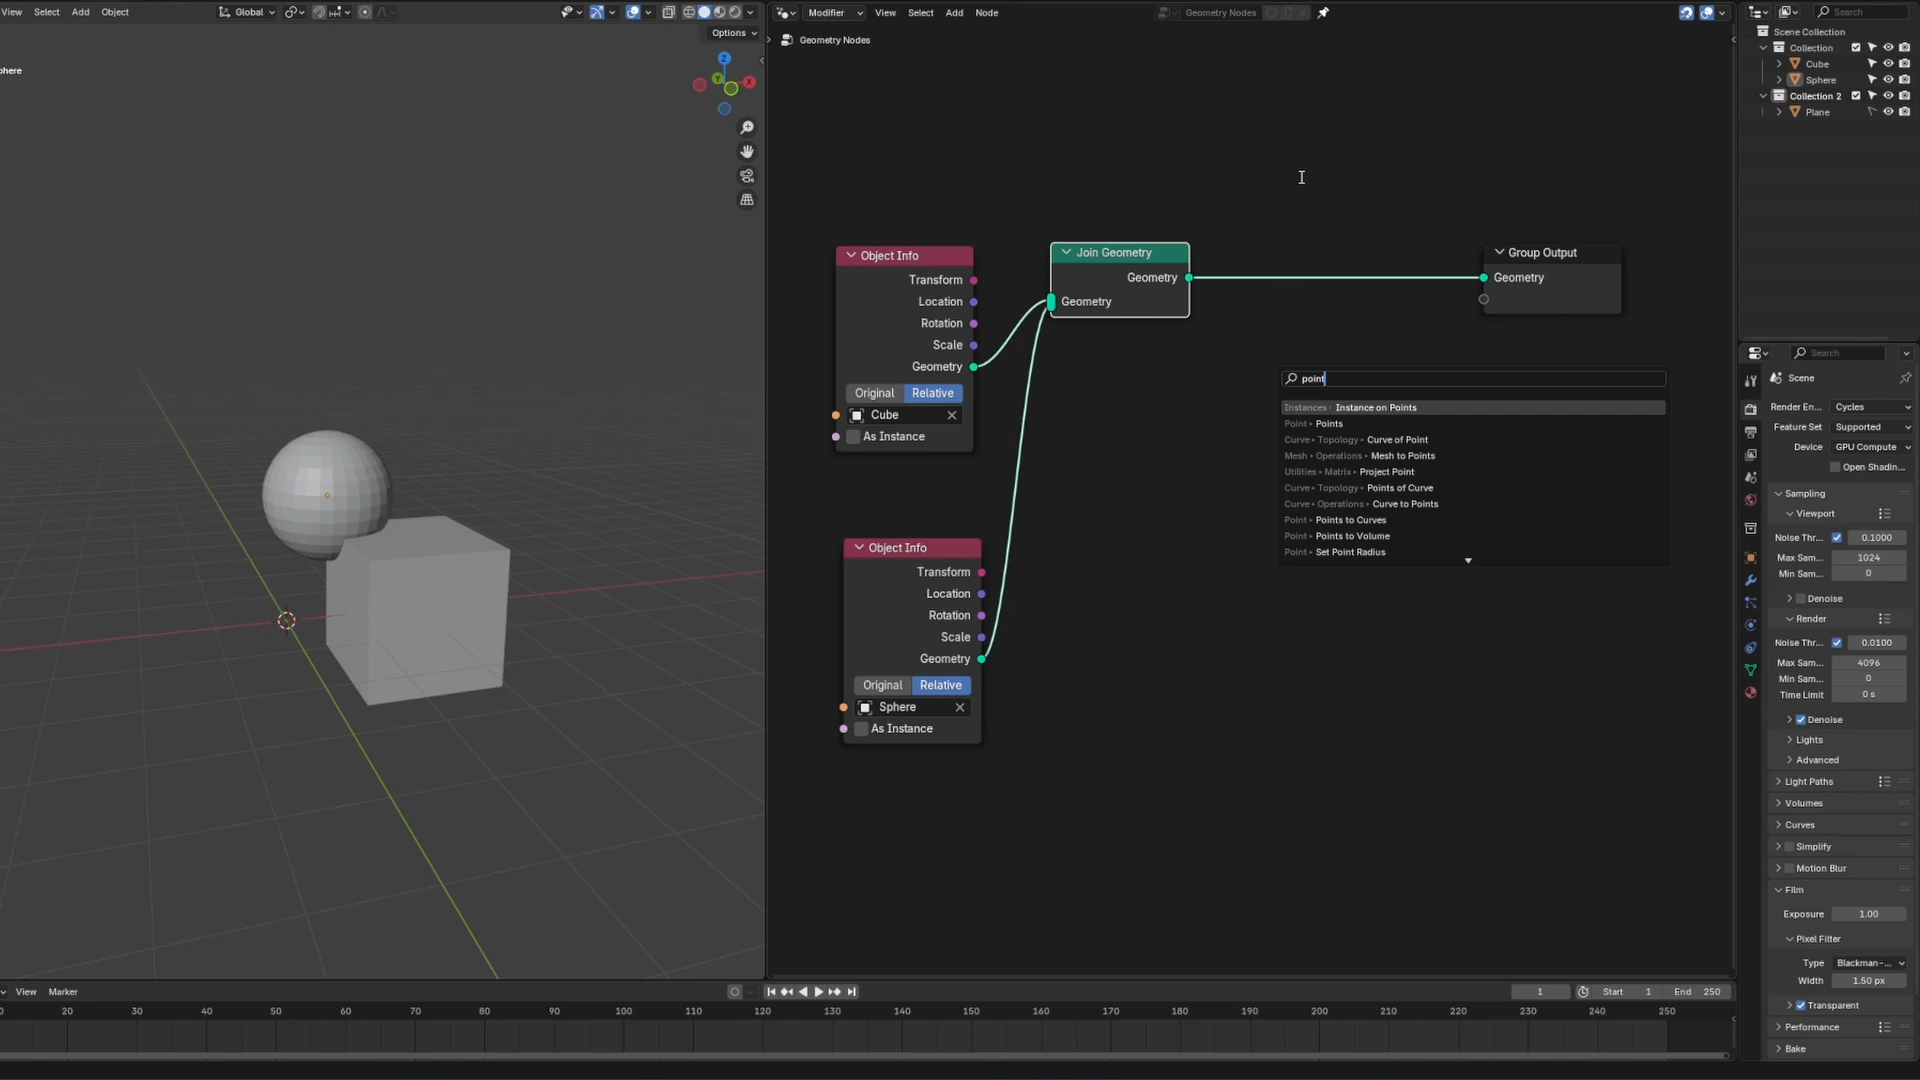 View Select Add Object Global
Options
here
Z
X
Y
Modifier View Select Add Node Geometry Nodes
Geometry Nodes
Object Info
Transform
Location
Rotation
Scale
Geometry
Original Relative
Cube
As Instance
Join Geometry
Geometry
Geometry
Group Output
Geometry
point
Instances Instance on Points
Point Points
Curve Topology Curve of Point
Mesh Operations Mesh to Points
Utilities Matrix Project Point
Curve Topology Points of Curve
Curve Operations Curve to Points
Point Points to Curves
Point Points to Volume
Point Set Point Radius
Object Info
Transform
Location
Rotation
Scale
Geometry
Original Relative
Sphere
As Instance
Search
Scene Collection
Collection
Cube
Sphere
Collection 2
Plane
Search
Scene
Render En... Cycles
Feature Set Supported
Device GPU Compute
Open Shadin...
Sampling
Viewport
Noise Thr... 0.1000
Max Sam... 1024
Min Sam... 0
Denoise
Render
Noise Thr... 0.0100
Max Sam... 4096
Min Sam... 0
Time Limit 0 s
Denoise
Lights
Advanced
Light Paths
Volumes
Curves
Simplify
Motion Blur
Film
Exposure 1.00
Pixel Filter
Type Blackman-...
Width 1.50 px
Transparent
Performance
Bake
View Marker 1 Start 1 End 250
20 30 40 50 60 70 80 90 100 110 120 130 140 150 160 170 180 190 200 210 220 230 240 250